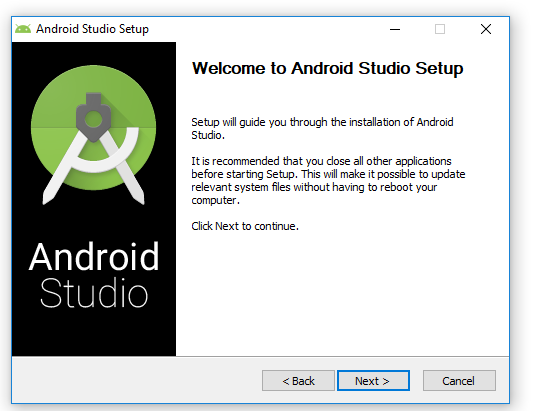 Android Studio Setup
Welcome to Android Studio Setup
Setup will guide you through the installation of Android
Studio.
It is recommended that you close all other applications
before starting Setup. This will make it possible to update
relevant system files without having to reboot your
computer.
Click Next to continue.
Android
Studio
< Back
Next >
Cancel